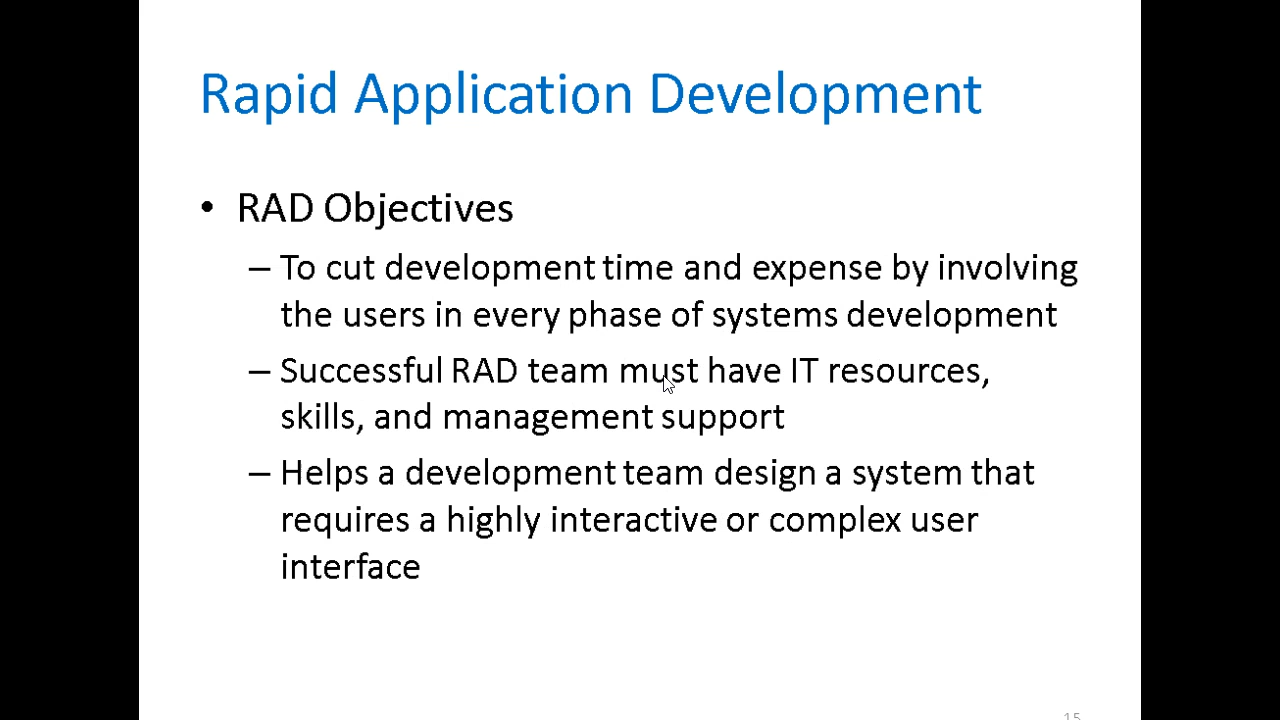 Rapid Application Development
• RAD Objectives
– To cut development time and expense by involving
the users in every phase of systems development
– Successful RAD team must have IT resources,
skills, and management support
– Helps a development team design a system that
requires a highly interactive or complex user
interface
15